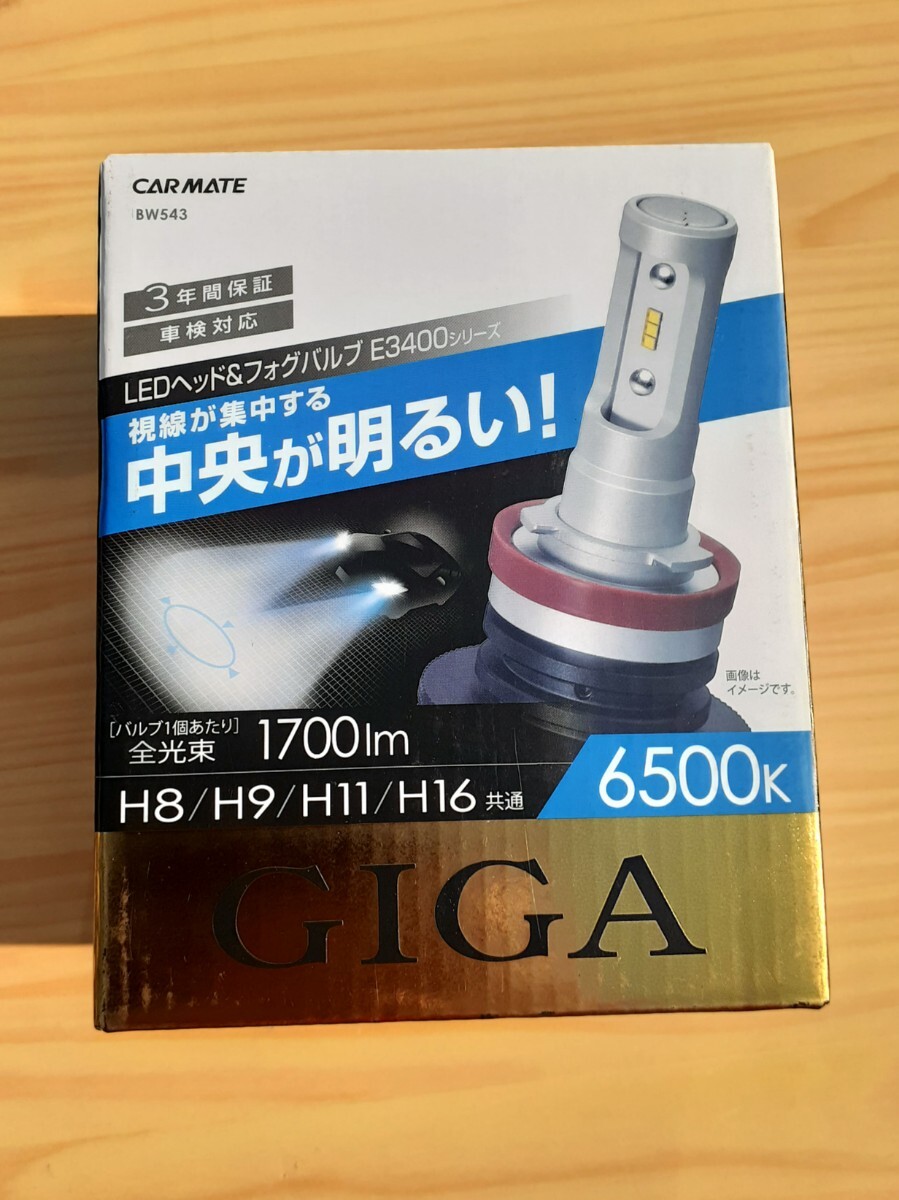 CARMATE
BW543
3年間保証
車検対応
LEDヘッド&フォグバルブ E3400シリーズ
視線が集中する
中央が明るい!
画像は
イメージです。
[バルブ1個あたり]
全光束 1700lm
H8/H9/H11/H16 共通
6500K
GIGA